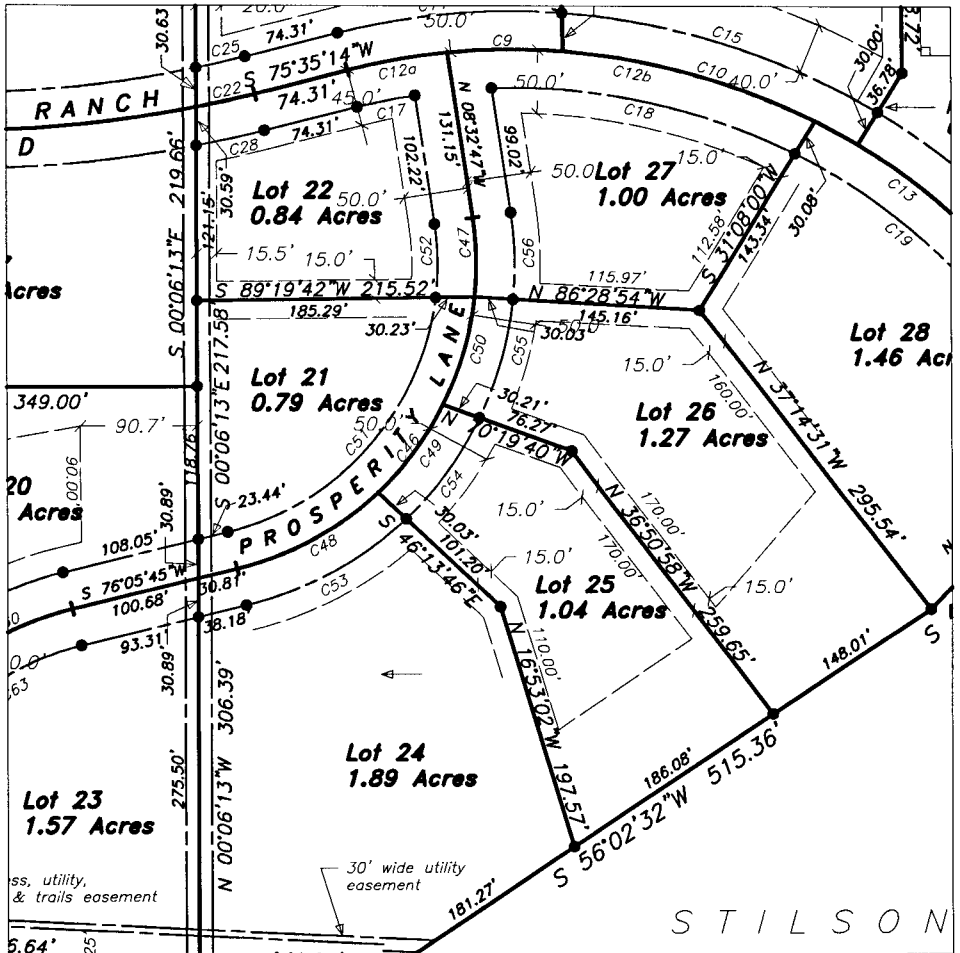 30.63
20.0'
50.0'
74.31'
C25
C9
C15
3.72'
30.00'
36.78'
S 75°35'14"W
C22
74.31'
45.0'
C12a
50.0'
C12b
C10
40.0'
RANCH
D
74.31'
C17
C18
C28
N 08°32'47"W
131.15'
99.02'
102.22'
15.0'
Lot 27
1.00 Acres
50.0'
C13
C19
S 00°06'13"E 219.66'
30.59'
121.15'
Lot 22
0.84 Acres
50.0'
S 31°08'00"W
112.58'
143.34'
30.08'
C52
C47
C56
15.5'
15.0'
115.97'
Acres
S 89°19'42"W 215.52'
185.29'
30.23'
N 86°28'54"W
145.16'
30.03'
50.0'
Lot 28
1.46 Acr
C50
C55
Lot 21
0.79 Acres
S 00°06'13"E 217.58'
349.00'
90.7'
118.76'
15.0'
N 37°14'31"W
295.54'
160.00'
Lot 26
1.27 Acres
30.21'
76.27'
N 70°19'40"W
50.0'
C51
C46
C49
C54
PROSPERITY LANE
20
Acres
90.00'
30.89'
23.44'
15.0'
N 36°50'58"W
259.65'
170.00'
170.00'
108.05'
C48
30.03'
S 46°13'46"E
101.20'
15.0'
15.0'
S 76°05'45"W
30.81'
100.68'
C53
Lot 25
1.04 Acres
38.18'
93.31'
30.89'
C63
110.00'
N 16°53'02"W
197.57'
148.01'
S
N 00°06'13"W 306.39'
275.50'
Lot 24
1.89 Acres
186.08'
S 56°02'32"W 515.36'
Lot 23
1.57 Acres
181.27'
ss, utility,
& trails easement
30' wide utility
easement
STILSON
6.64'
25'